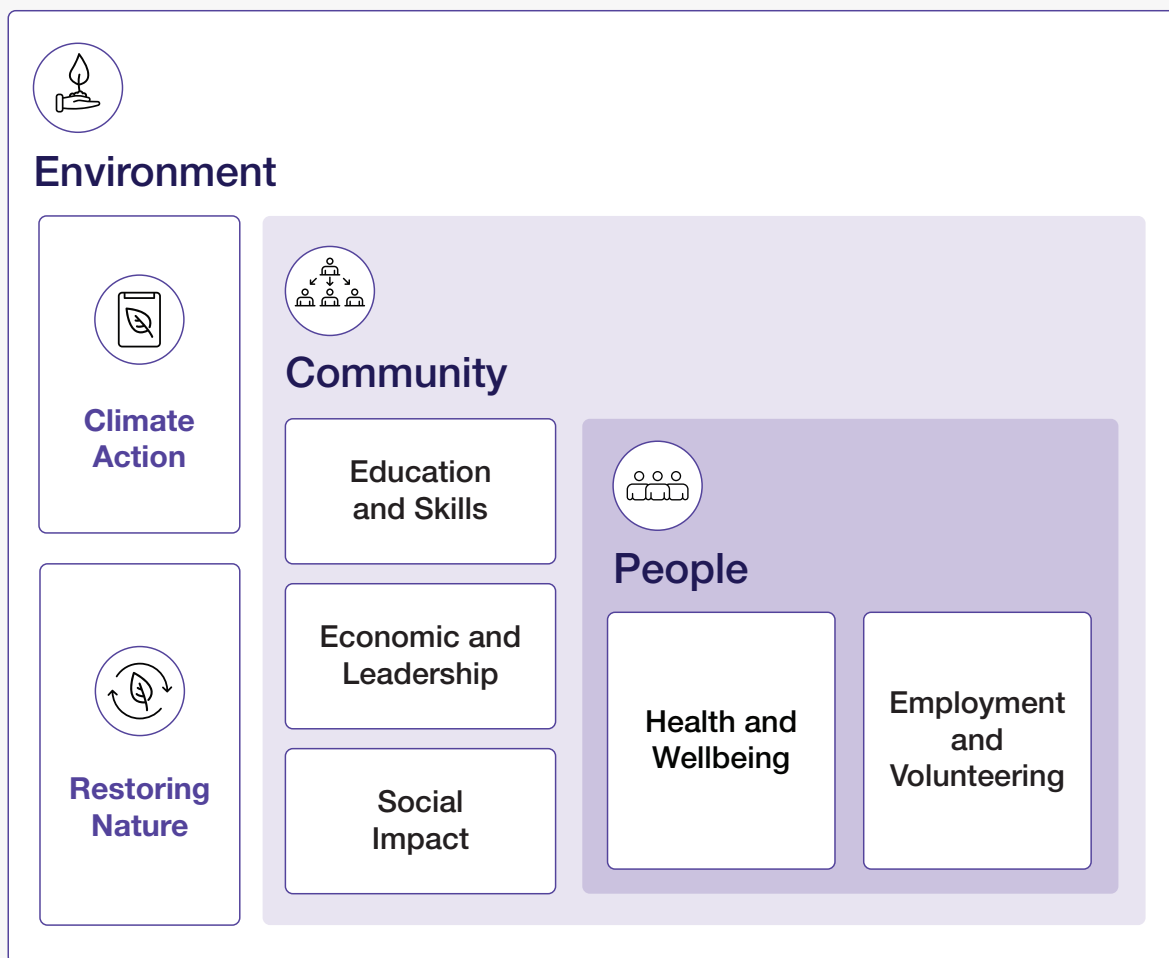 Environment
Climate
Action
Restoring
Nature
Community
Education
and Skills
Economic and
Leadership
Social
Impact
People
Health and
Wellbeing
Employment
and
Volunteering